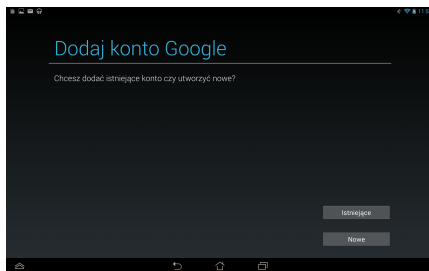 Dodaj konto Google
Chcesz dodać istniejące konto czy utworzyć nowe?
Istniejące
Nowe